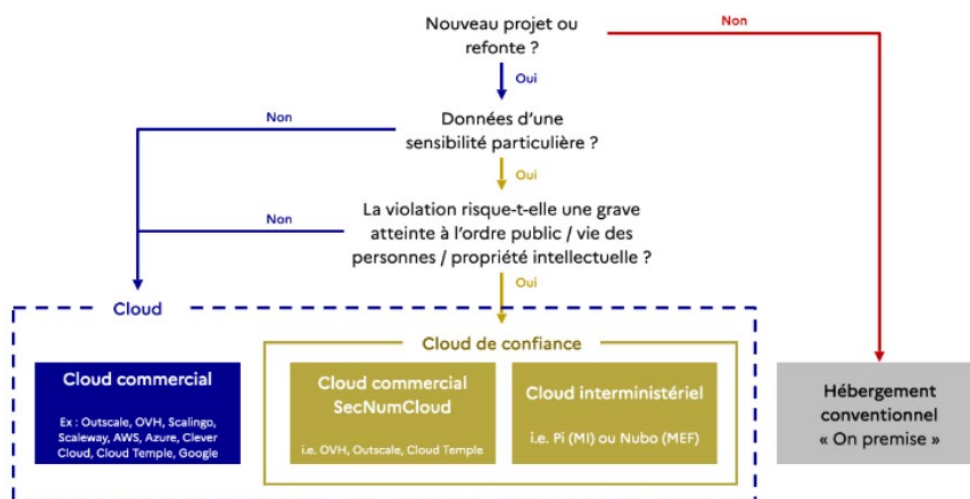 Nouveau projet ou
refonte ?
Non
Oui
Non
Données d'une
sensibilité particulière ?
Oui
Non
La violation risque-t-elle une grave
atteinte à l'ordre public / vie des
personnes / propriété intellectuelle ?
Oui
Cloud
Cloud de confiance
Cloud commercial
Ex : Outscale, OVH, Scalingo,
Scaleway, AWS, Azure, Clever
Cloud, Cloud Temple, Google
Cloud commercial
SecNumCloud
i.e. OVH, Outscale, Cloud Temple
Cloud interministériel
i.e. Pi (MI) ou Nubo (MEF)
Hébergement
conventionnel
« On premise »